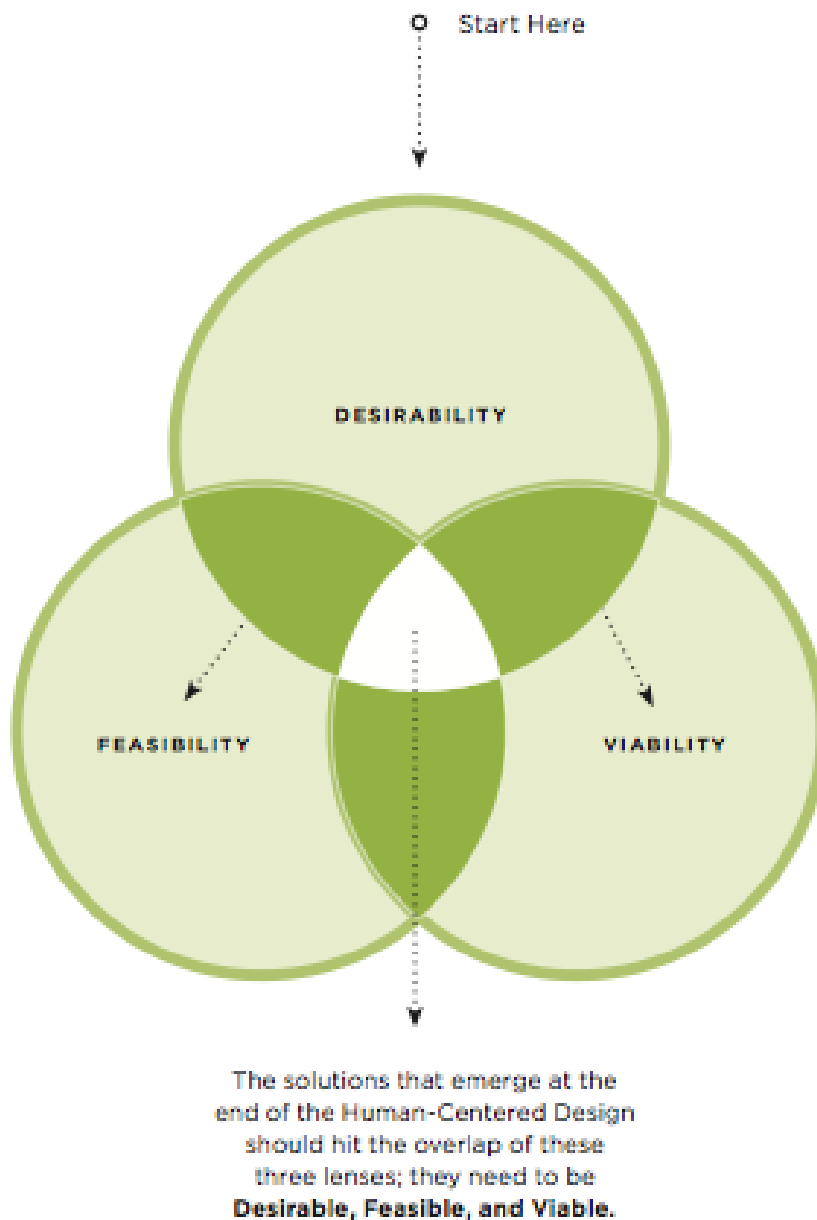 Start Here
DESIRABILITY
FEASIBILITY
VIABILITY
The solutions that emerge at the
end of the Human-Centered Design
should hit the overlap of these
three lenses; they need to be
Desirable, Feasible, and Viable.